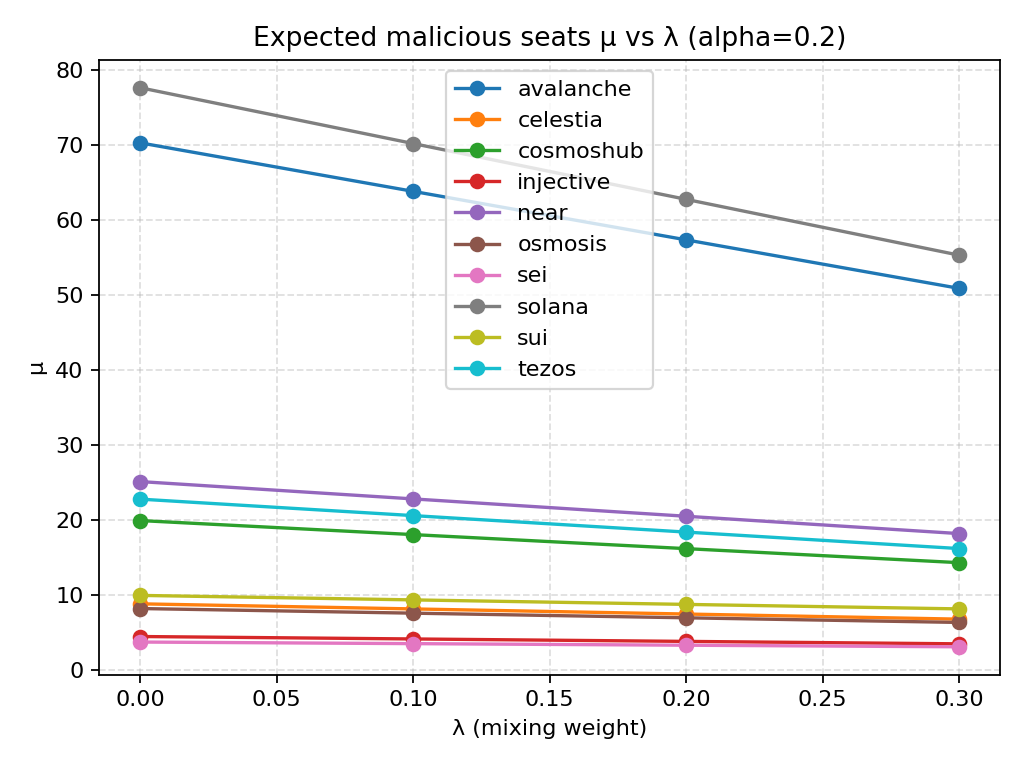 Expected malicious seats μ vs λ (alpha=0.2)
80
70
60
50
40
30
20
10
0
μ
avalanche
celestia
cosmoshub
injective
near
osmosis
sei
solana
sui
tezos
0.00 0.05 0.10 0.15 0.20 0.25 0.30
λ (mixing weight)